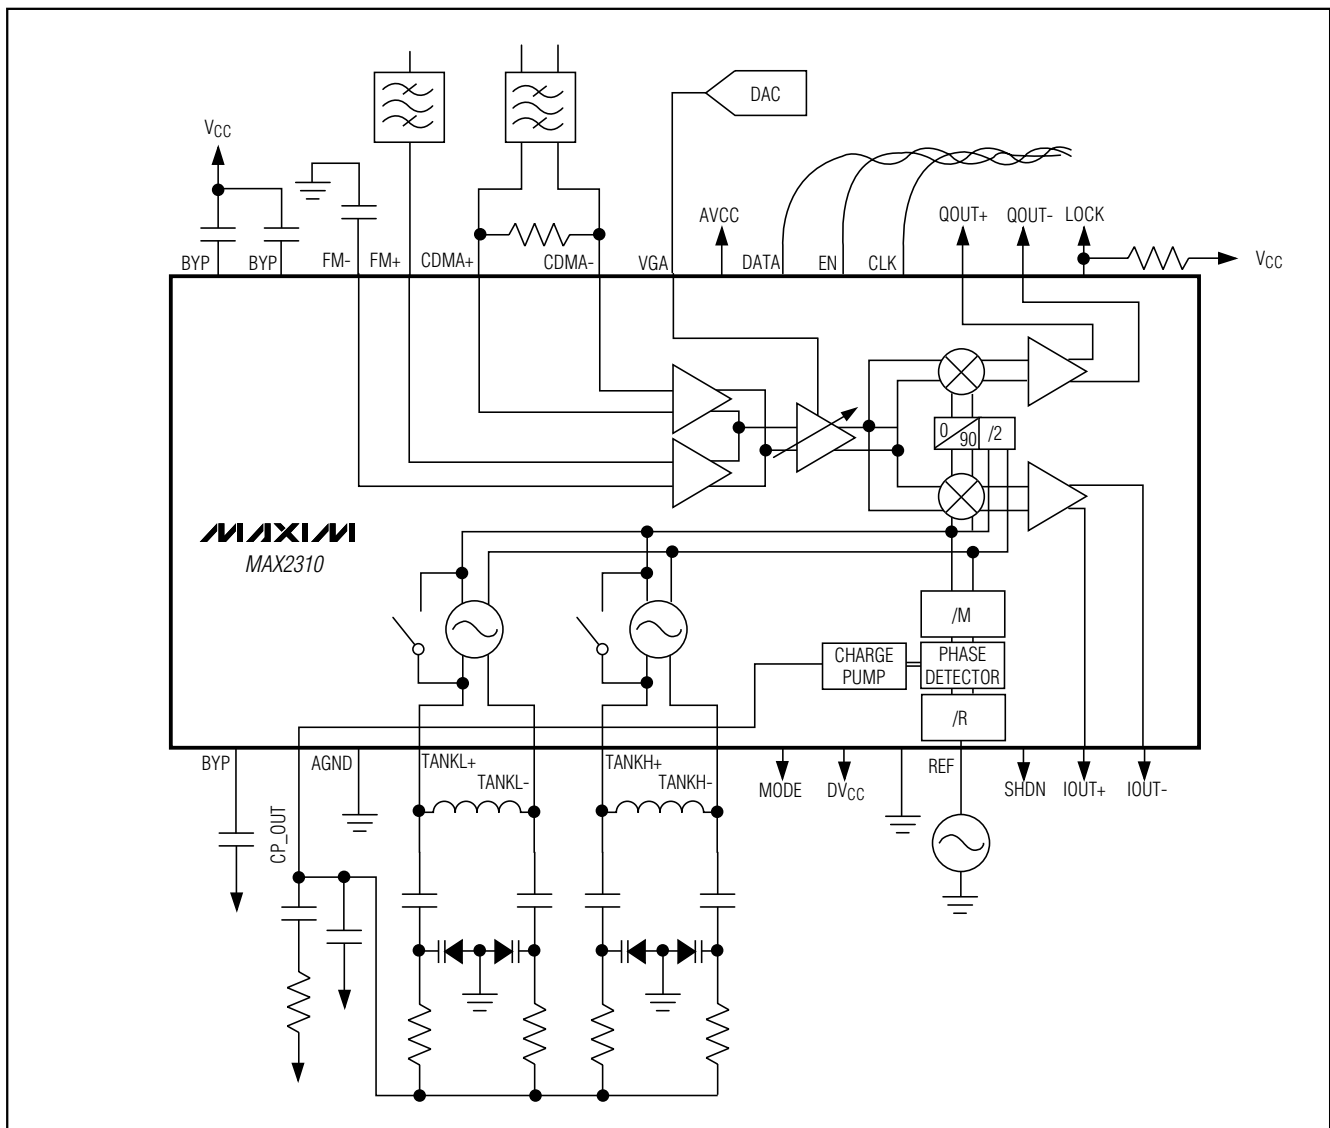 DAC
VCC
AVCC
QOUT+
QOUT-
LOCK
BYP
BYP
FM-
FM+
CDMA+
CDMA-
VGA
DATA
EN
CLK
VCC
0
90
/2
MAXIM
MAX2310
/M
CHARGE
PUMP
PHASE
DETECTOR
/R
BYP
AGND
TANKL+
TANKL-
TANKH+
TANKH-
MODE
DVCC
REF
SHDN
IOUT+
IOUT-
CP_OUT